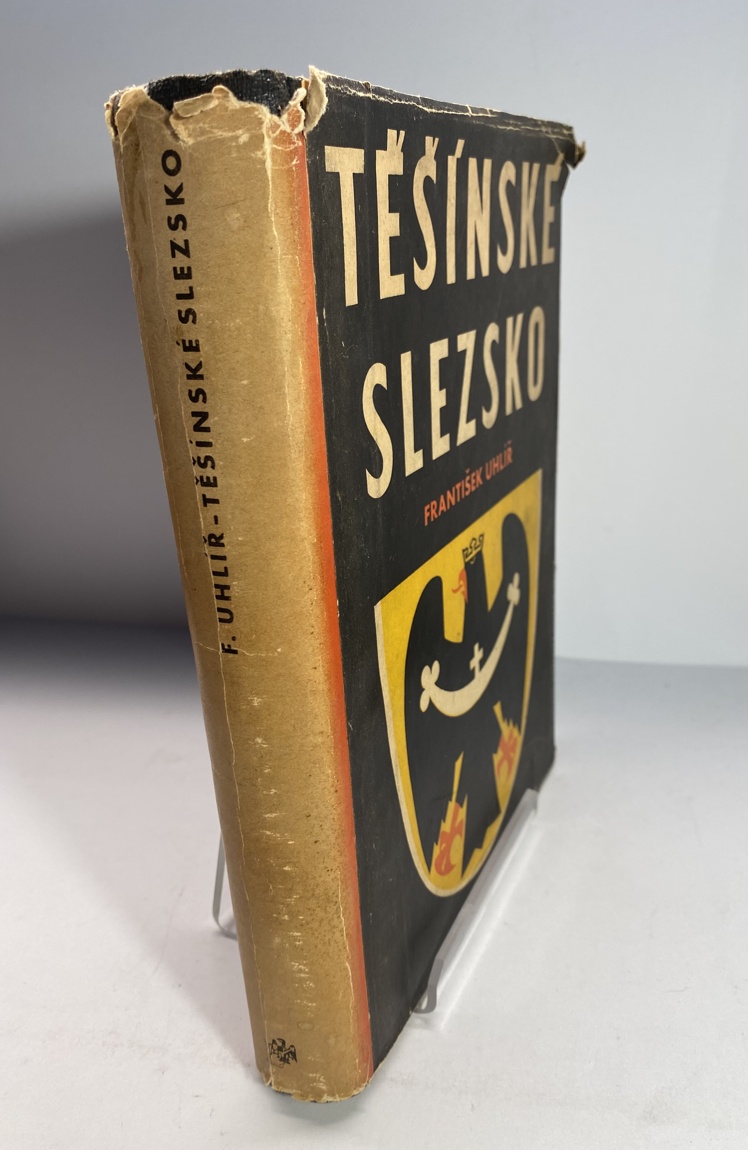 F. UHLÍŘ - TĚŠÍNSKÉ SLEZSKO
TĚŠÍNSKÉ
SLEZSKO
FRANTIŠEK UHLÍŘ